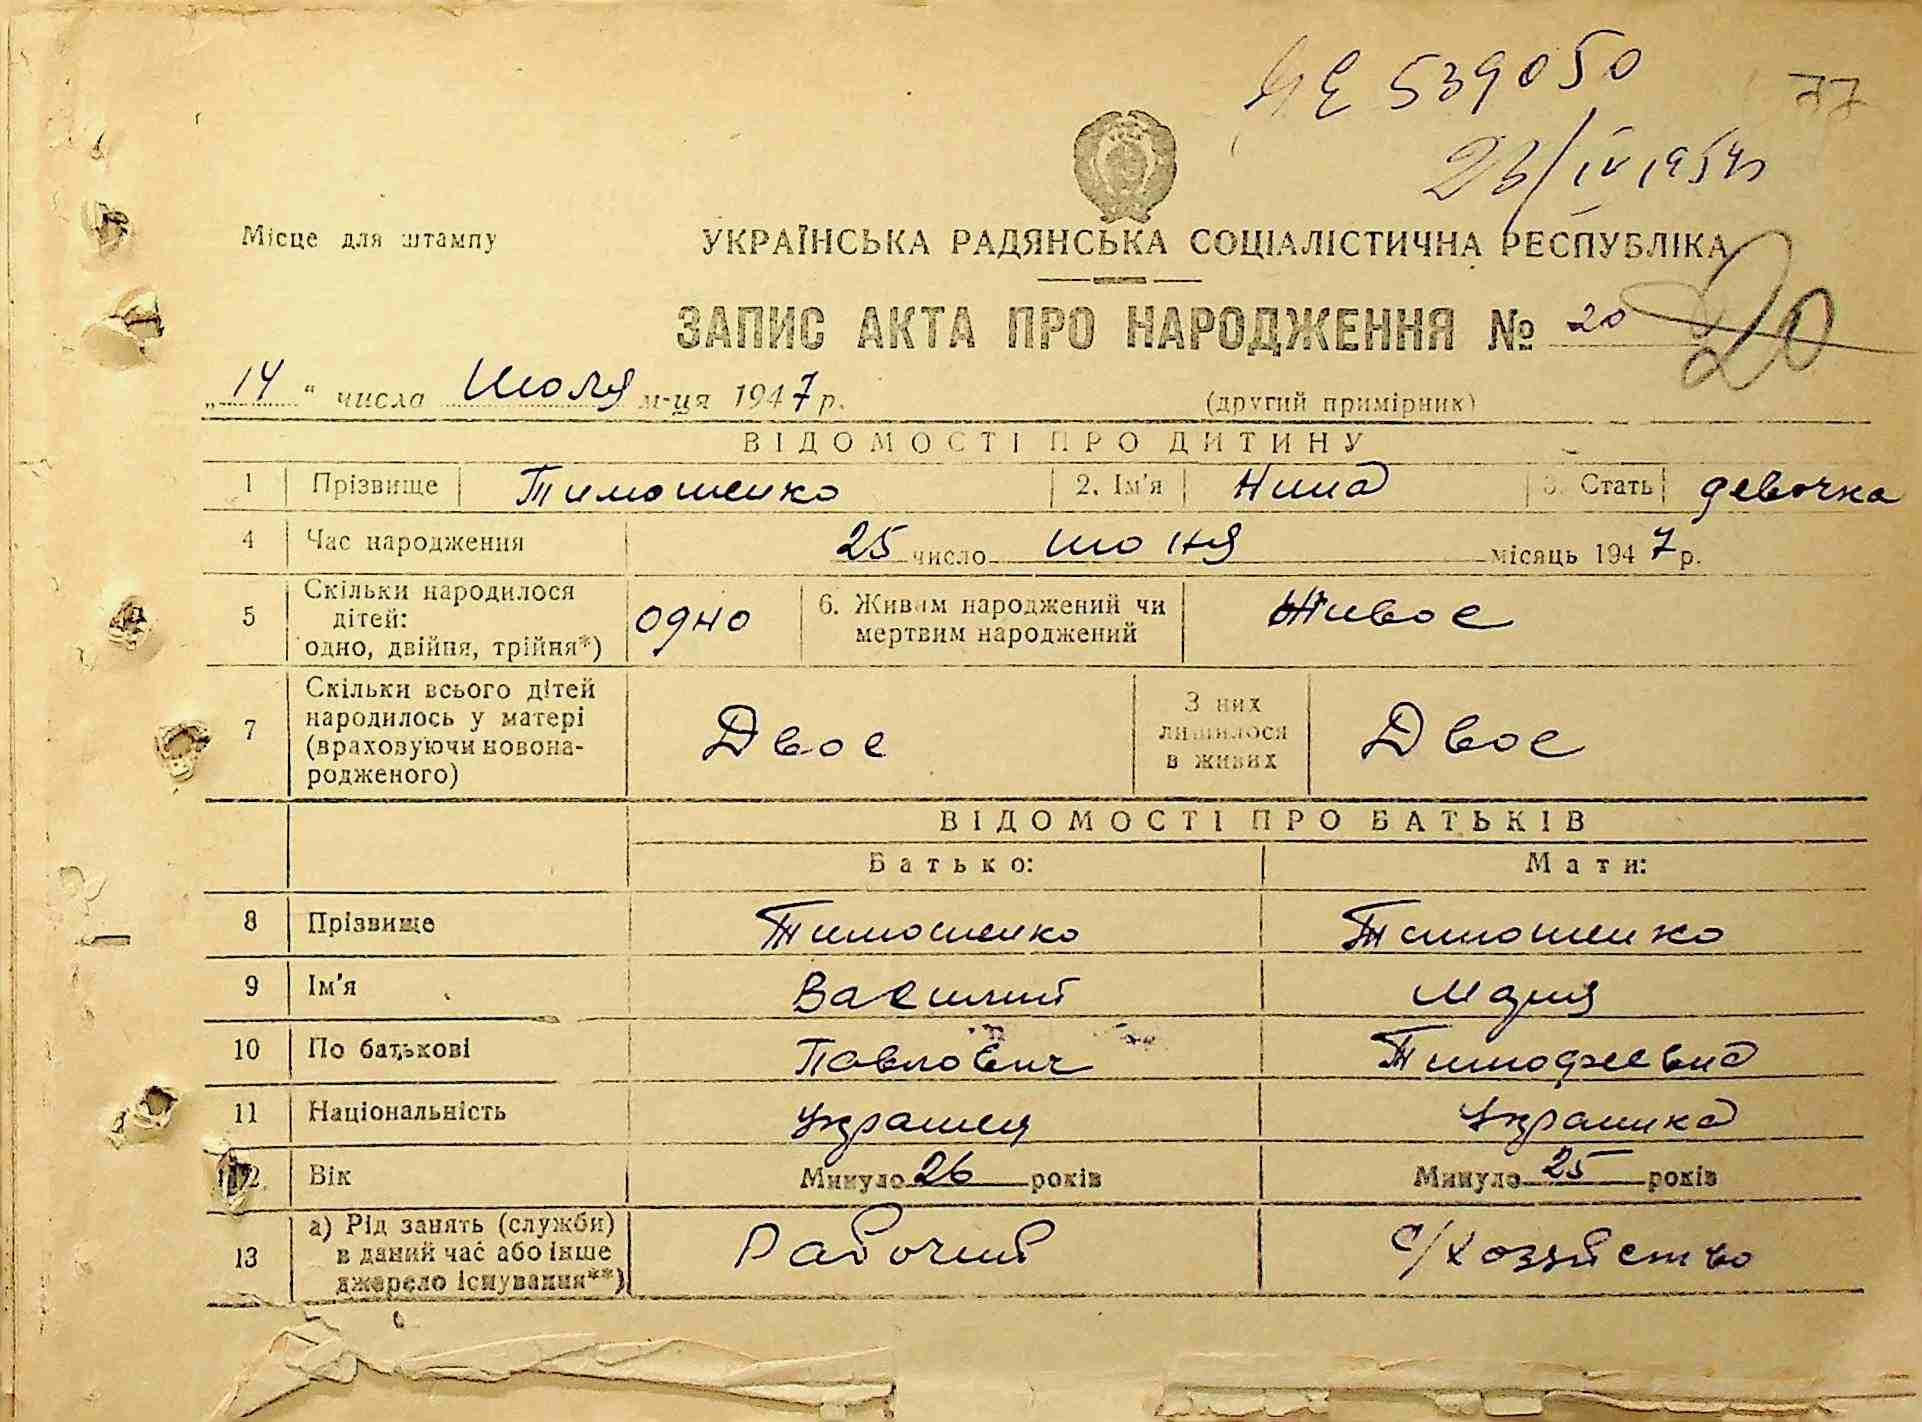 ЦЕ 539050
77
23/IV 1954
Місце для штампу
УКРАЇНСЬКА РАДЯНСЬКА СОЦІАЛІСТИЧНА РЕСПУБЛІКА
ЗАПИС АКТА ПРО НАРОДЖЕННЯ № 20
20
„14“ числа Июля м-ця 1947 р.
(другий примірник)
ВІДОМОСТІ ПРО ДИТИНУ
1 Прізвище Тимошенко 2. Ім'я Нина 3. Стать девочка
4 Час народження 25 число июня місяць 1947 р.
5 Скільки народилося дітей: одно, двійня, трійня*) одно 6. Живим народжений чи мертвим народжений Живое
7 Скільки всього дітей народилось у матері (враховуючи новонародженого) Двое З них лишилося в живих Двое
ВІДОМОСТІ ПРО БАТЬКІВ
Батько: Мати:
8 Прізвище Тимошенко Тимошенко
9 Ім'я Василий Мария
10 По батькові Павлович Тимофеевна
11 Національність Украинец Украинка
12 Вік Минуло 26 років Минуло 25 років
13 а) Рід занять (служби) в даний час або інше джерело існування**) Рабочий с/хозяйство